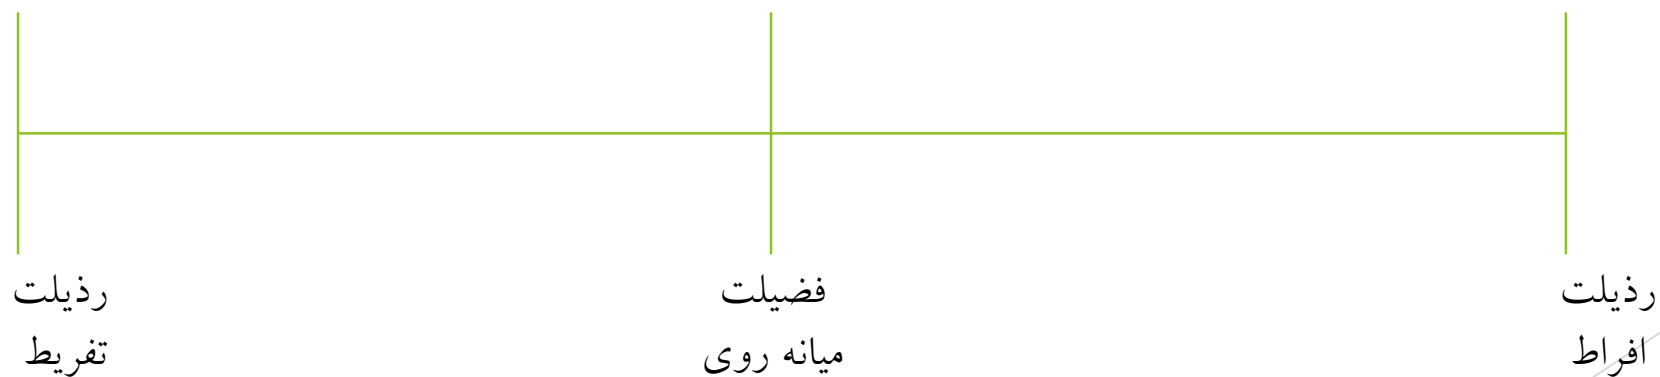 رذیلت
افراط
فضیلت
میانه روی
رذیلت
تفریط